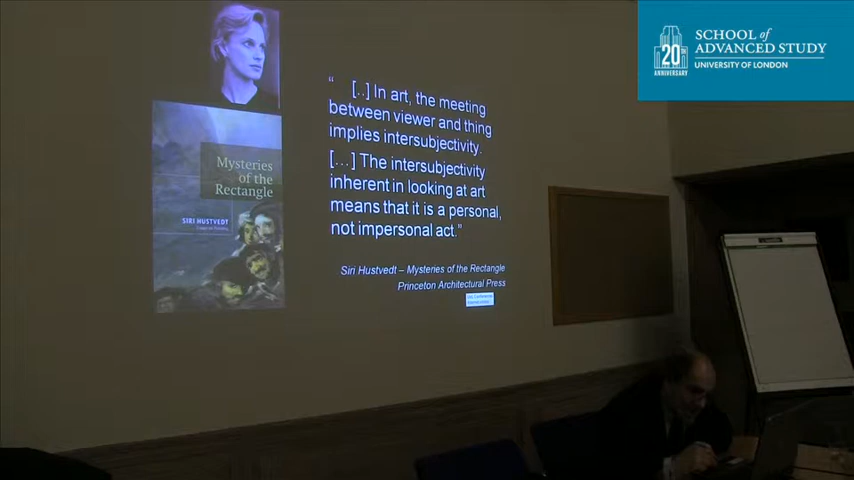 SCHOOL of
ADVANCED STUDY
UNIVERSITY OF LONDON
20TH
ANNIVERSARY
Mysteries
of the
Rectangle
SIRI HUSTVEDT
“ [..] In art, the meeting
between viewer and thing
implies intersubjectivity.
[...] The intersubjectivity
inherent in looking at art
means that it is a personal,
not impersonal act.”
Siri Hustvedt – Mysteries of the Rectangle
Princeton Architectural Press